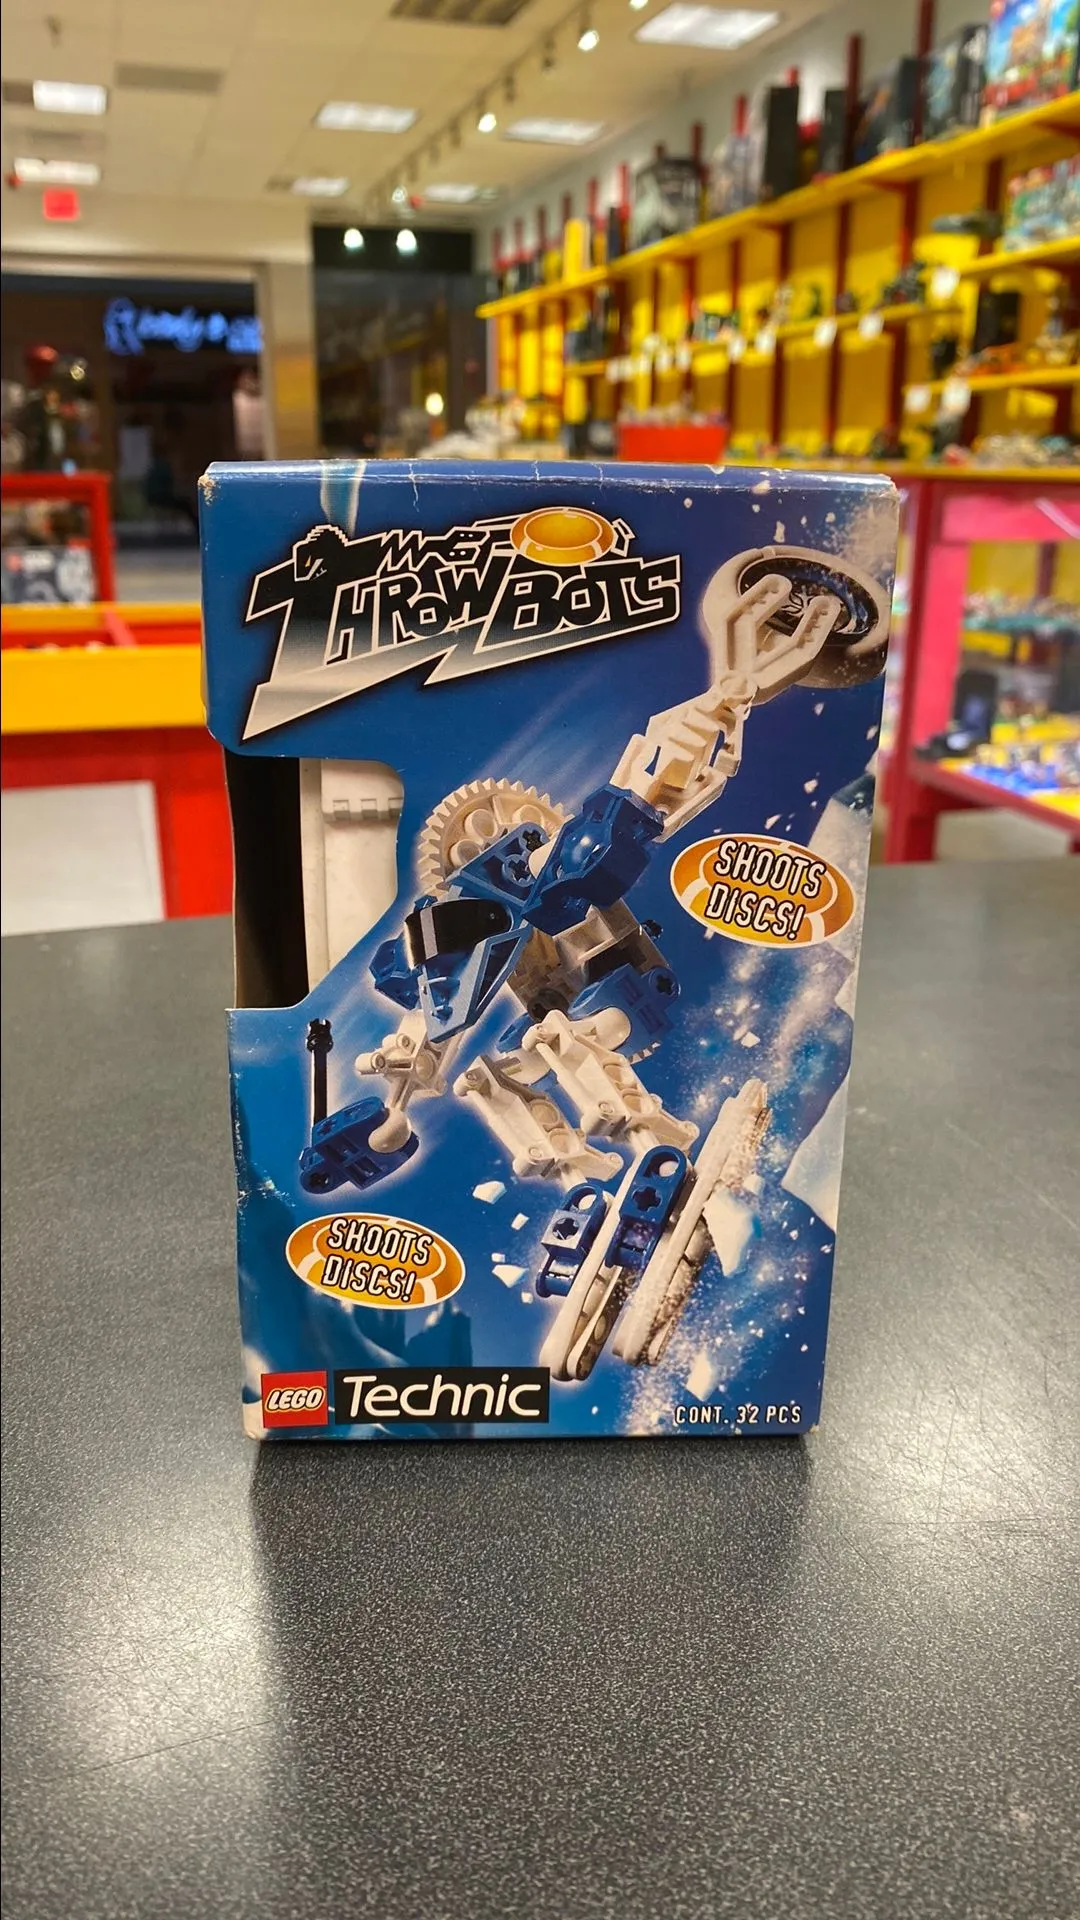 THROWBOTS
SHOOTS
DISCS!
SHOOTS
DISCS!
LEGO Technic
CONT. 32 PCS